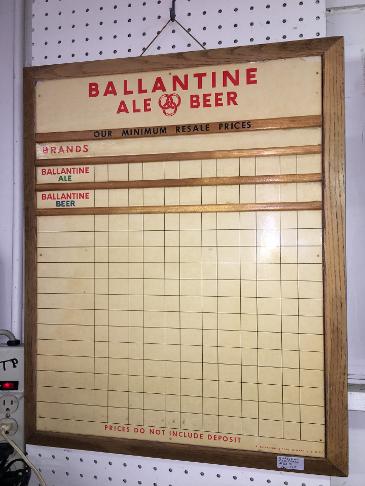 BALLANTINE
ALE BEER
OUR MINIMUM RESALE PRICES
BRANDS
BALLANTINE
ALE
BALLANTINE
BEER
PRICES DO NOT INCLUDE DEPOSIT